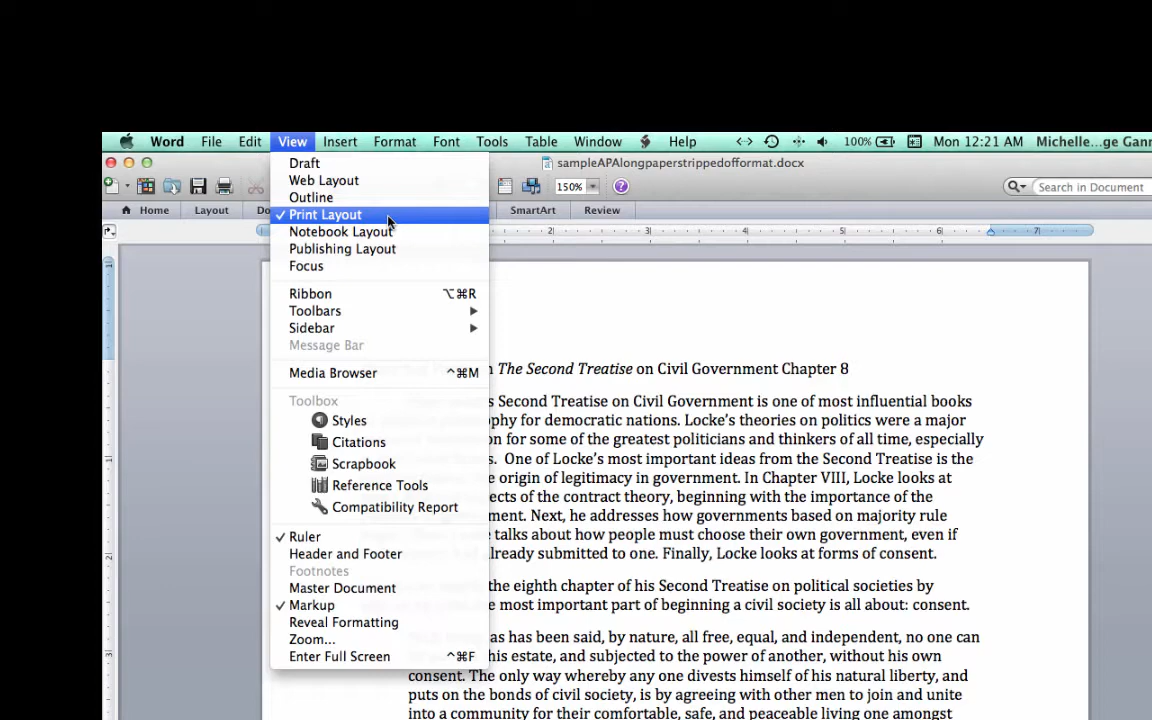 Word File Edit View Insert Format Font Tools Table Window Help 100% Mon 12:21 AM Michelle...ge Gann
sampleAPAlongpaperstrippedofformat.docx
150% Search in Document
Home Layout Do SmartArt Review
2 3 4 5 6 7
Draft
Web Layout
Outline
✓ Print Layout
Notebook Layout
Publishing Layout
Focus
Ribbon ⌥⌘R
Toolbars
Sidebar
Message Bar
Media Browser ^⌘M
Toolbox
Styles
Citations
Scrapbook
Reference Tools
Compatibility Report
✓ Ruler
Header and Footer
Footnotes
Master Document
✓ Markup
Reveal Formatting
Zoom...
Enter Full Screen ^⌘F
n The Second Treatise on Civil Government Chapter 8
s Second Treatise on Civil Government is one of most influential books
phy for democratic nations. Locke's theories on politics were a major
n for some of the greatest politicians and thinkers of all time, especially
s. One of Locke's most important ideas from the Second Treatise is the
e origin of legitimacy in government. In Chapter VIII, Locke looks at
ects of the contract theory, beginning with the importance of the
ment. Next, he addresses how governments based on majority rule
talks about how people must choose their own government, even if
lready submitted to one. Finally, Locke looks at forms of consent.
the eighth chapter of his Second Treatise on political societies by
e most important part of beginning a civil society is all about: consent.
as has been said, by nature, all free, equal, and independent, no one can
his estate, and subjected to the power of another, without his own
consent. The only way whereby any one divests himself of his natural liberty, and
puts on the bonds of civil society, is by agreeing with other men to join and unite
into a community for their comfortable, safe, and peaceable living one amongst